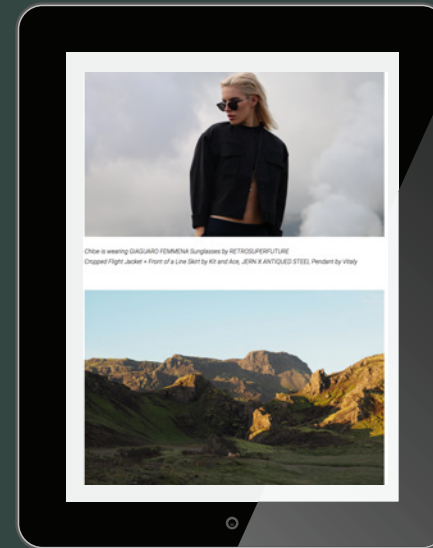 Chloe is wearing GIAGUARO FEMMENA Sunglasses by RETROSUPERFUTURE
Cropped Flight Jacket + Front of a Line Skirt by Kit and Ace, JERN X ANTIQUED STEEL Pendant by Vitaly